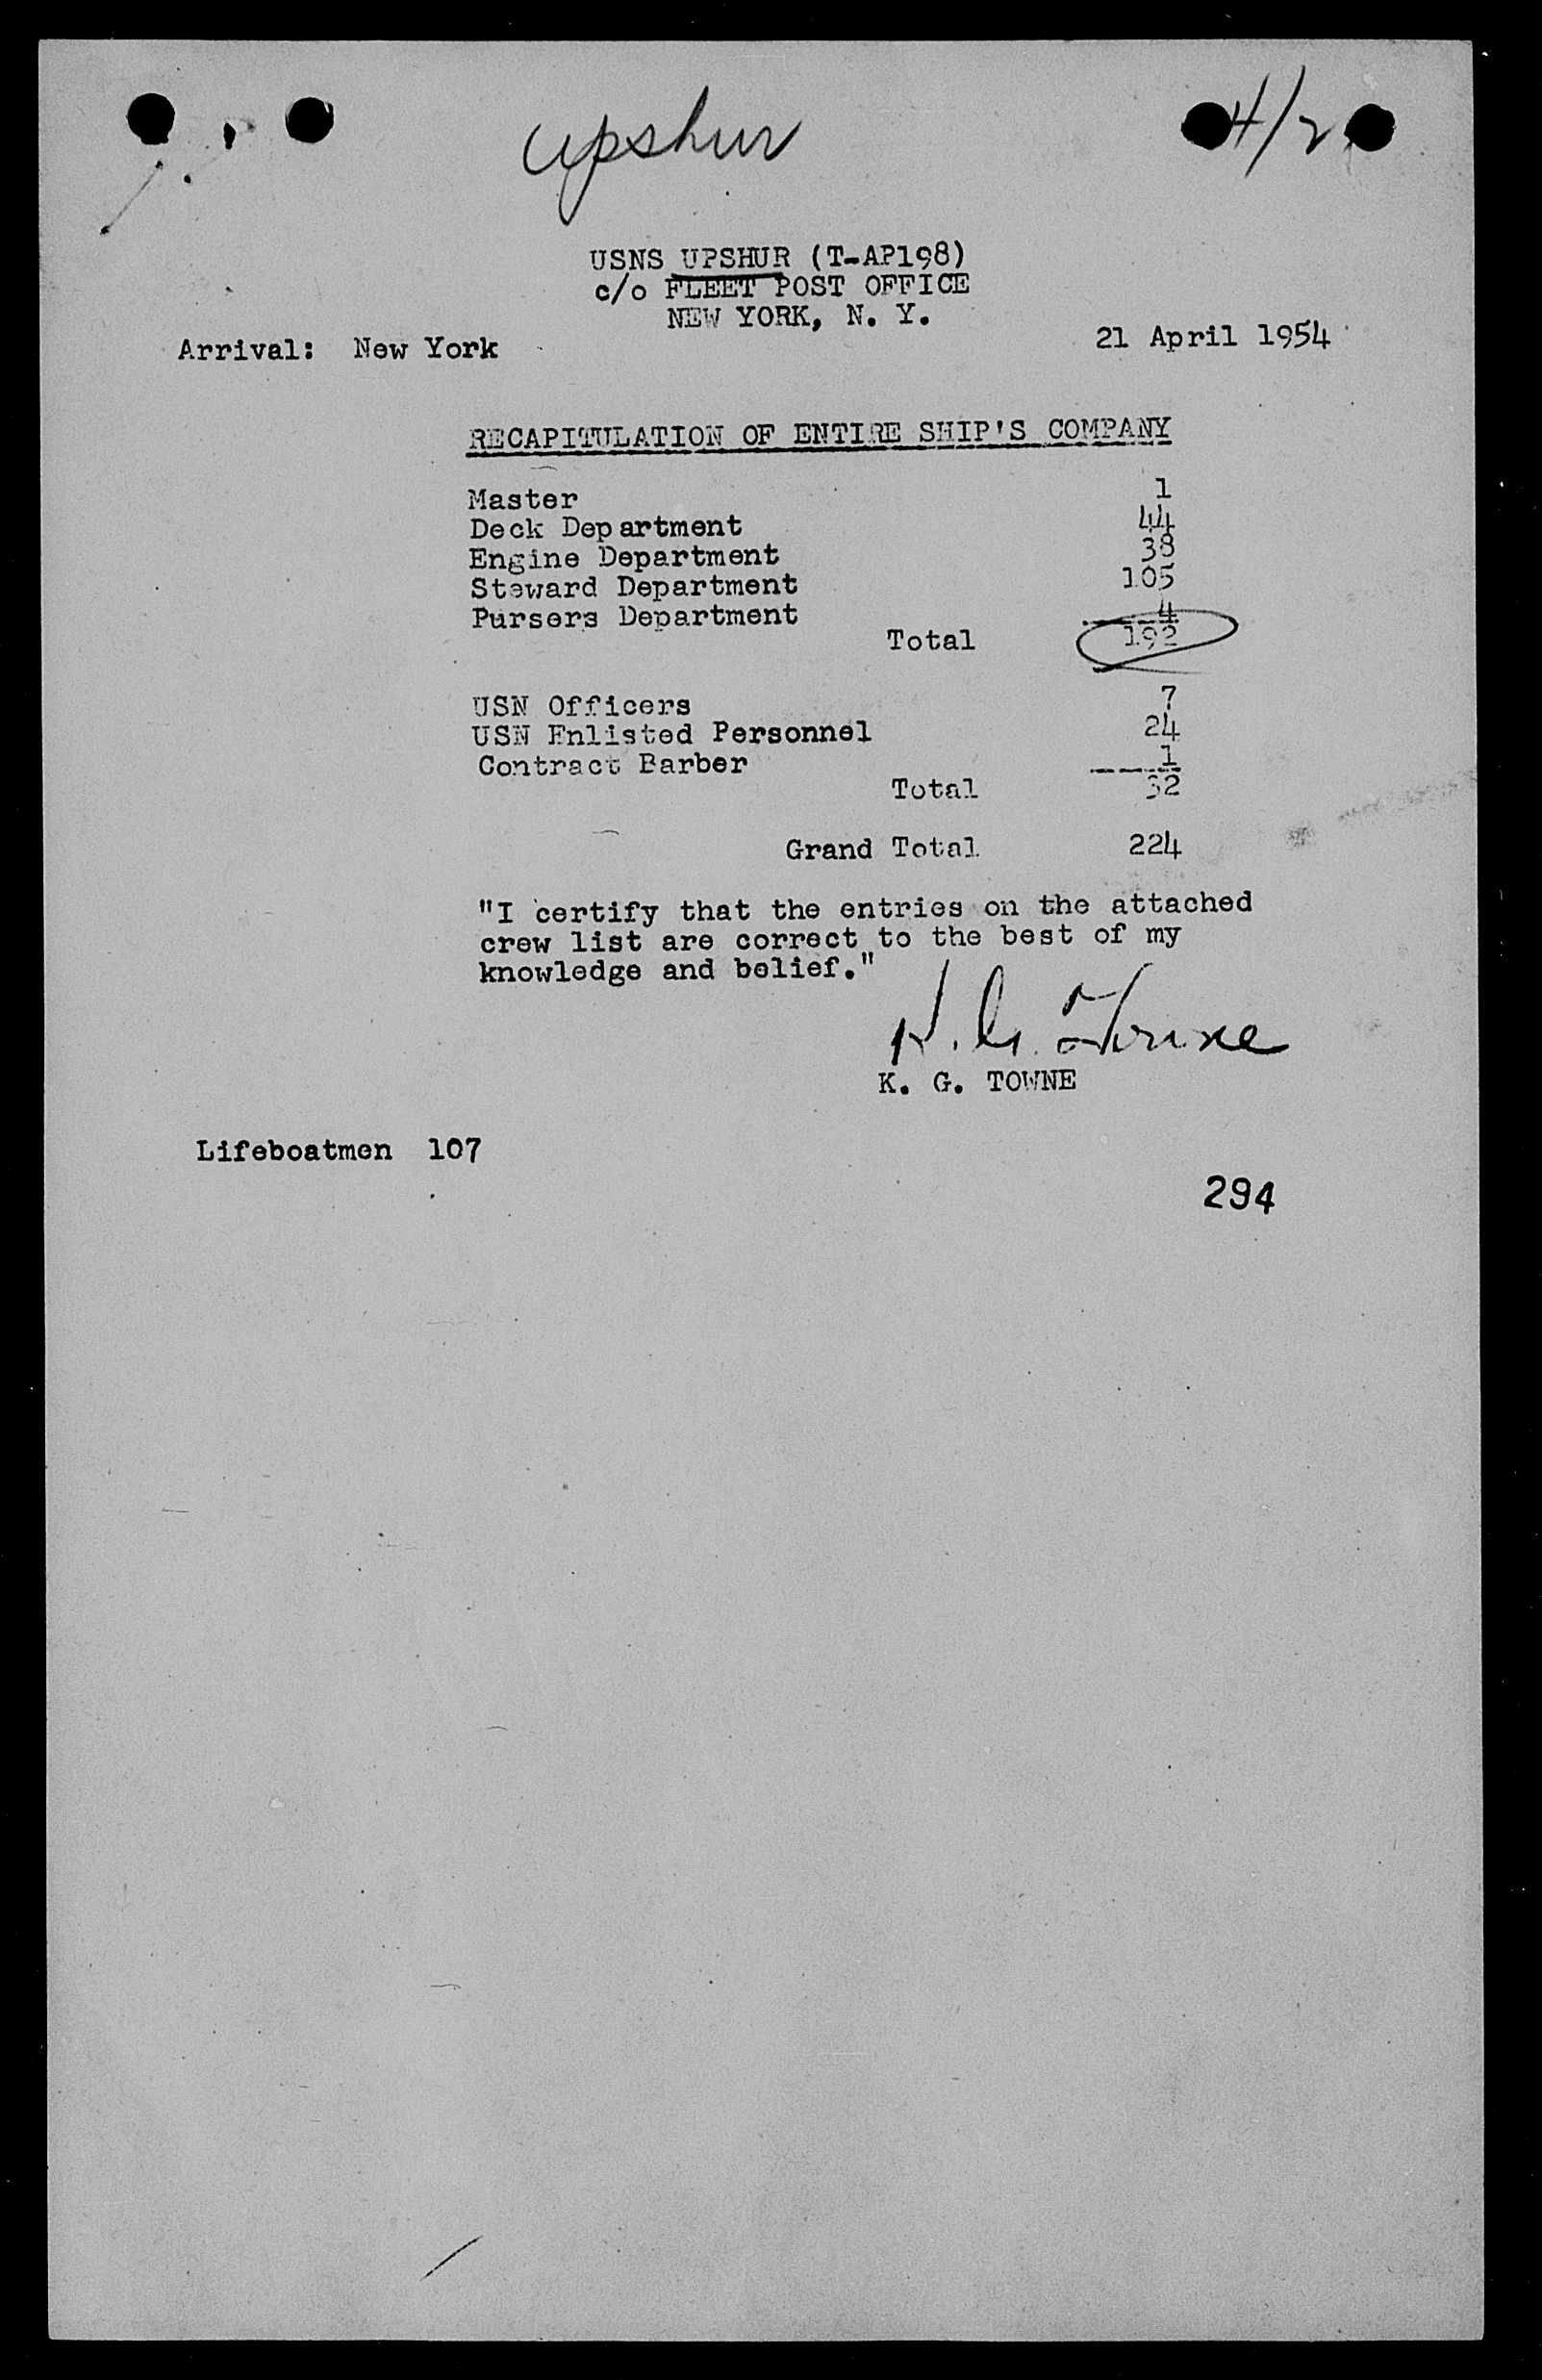 upshur
USNS UPSHUR (T-AP198)
c/o FLEET POST OFFICE
NEW YORK, N. Y.
Arrival: New York 21 April 1954
RECAPITULATION OF ENTIRE SHIP'S COMPANY
Master 1
Deck Department 44
Engine Department 38
Steward Department 105
Pursers Department 4
Total 192
USN Officers 7
USN Enlisted Personnel 24
Contract Barber 1
Total 32
Grand Total 224
"I certify that the entries on the attached
crew list are correct to the best of my
knowledge and belief."
K. G. Towne
K. G. TOWNE
Lifeboatmen 107
294